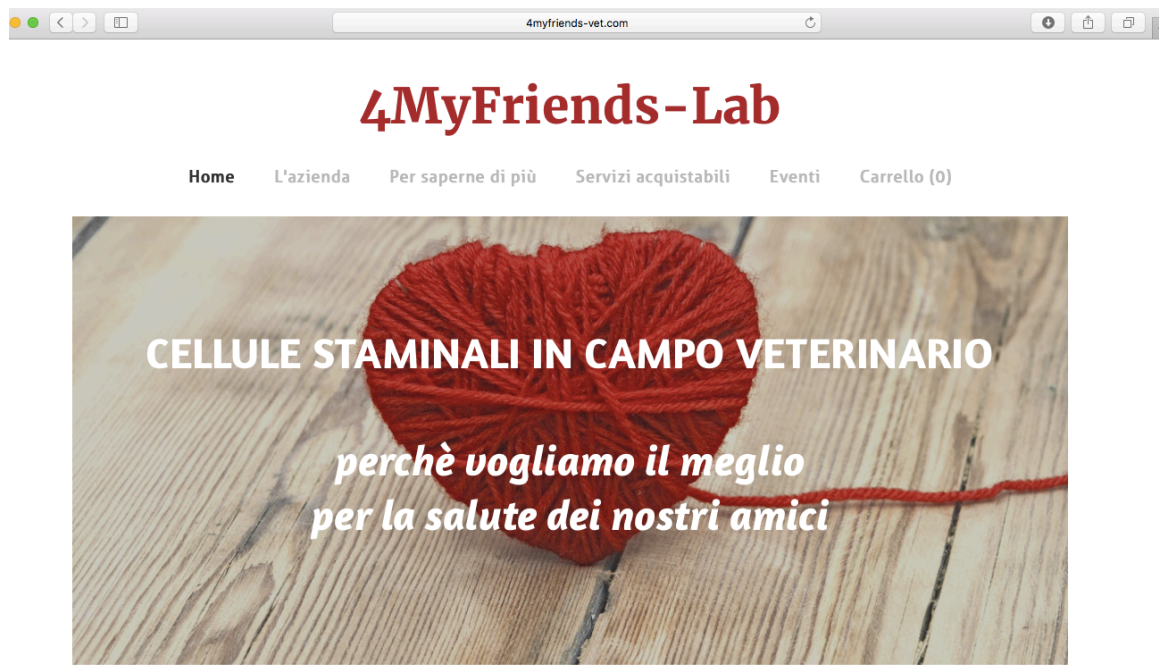 4myfriends-vet.com
4MyFriends-Lab
Home L'azienda Per saperne di più Servizi acquistabili Eventi Carrello (0)
CELLULE STAMINALI IN CAMPO VETERINARIO
perchè vogliamo il meglio
per la salute dei nostri amici